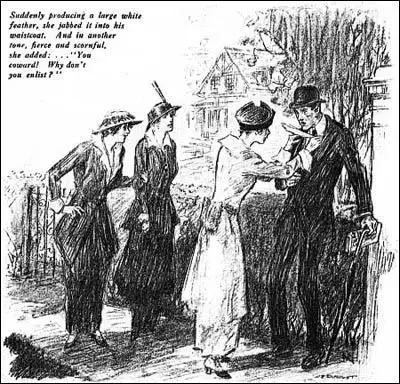 Suddenly producing a large white
feather, she jabbed it into his
waistcoat. And in another
tone, fierce and scornful,
she added: . . . "You
coward! Why don't
you enlist?"